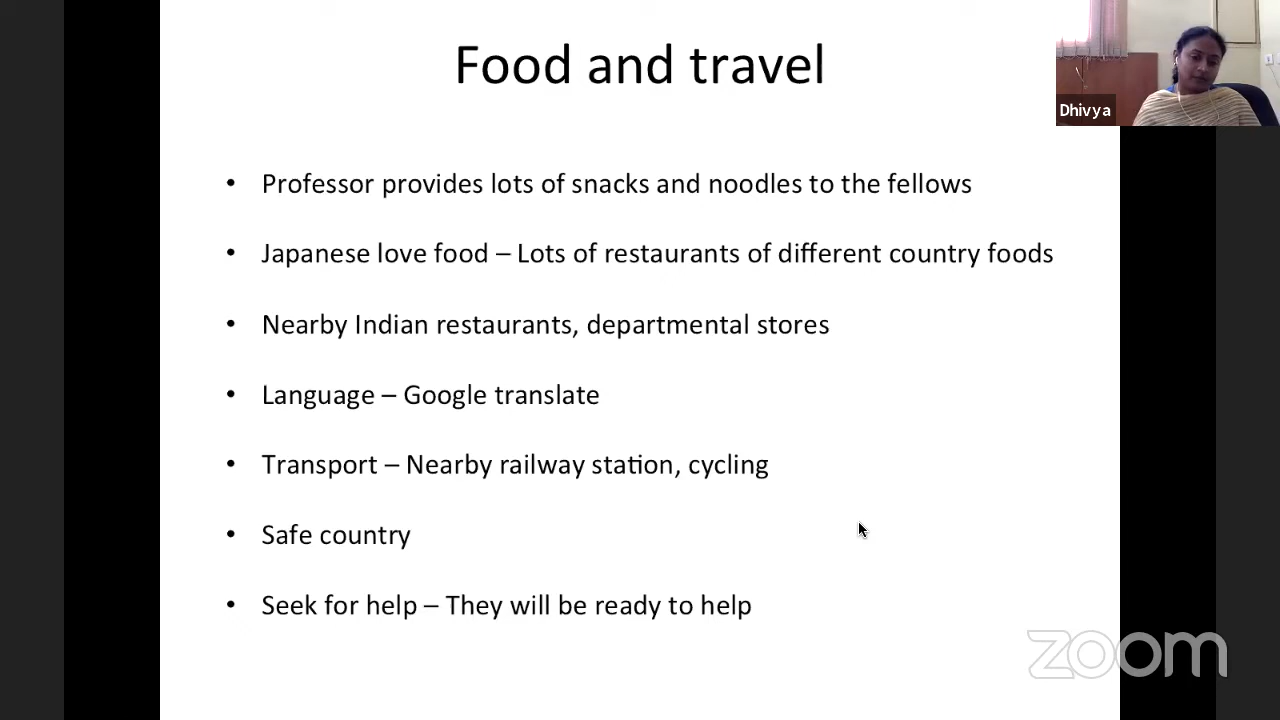 Food and travel
Dhivya
• Professor provides lots of snacks and noodles to the fellows
• Japanese love food – Lots of restaurants of different country foods
• Nearby Indian restaurants, departmental stores
• Language – Google translate
• Transport – Nearby railway station, cycling
• Safe country
• Seek for help – They will be ready to help
zoom